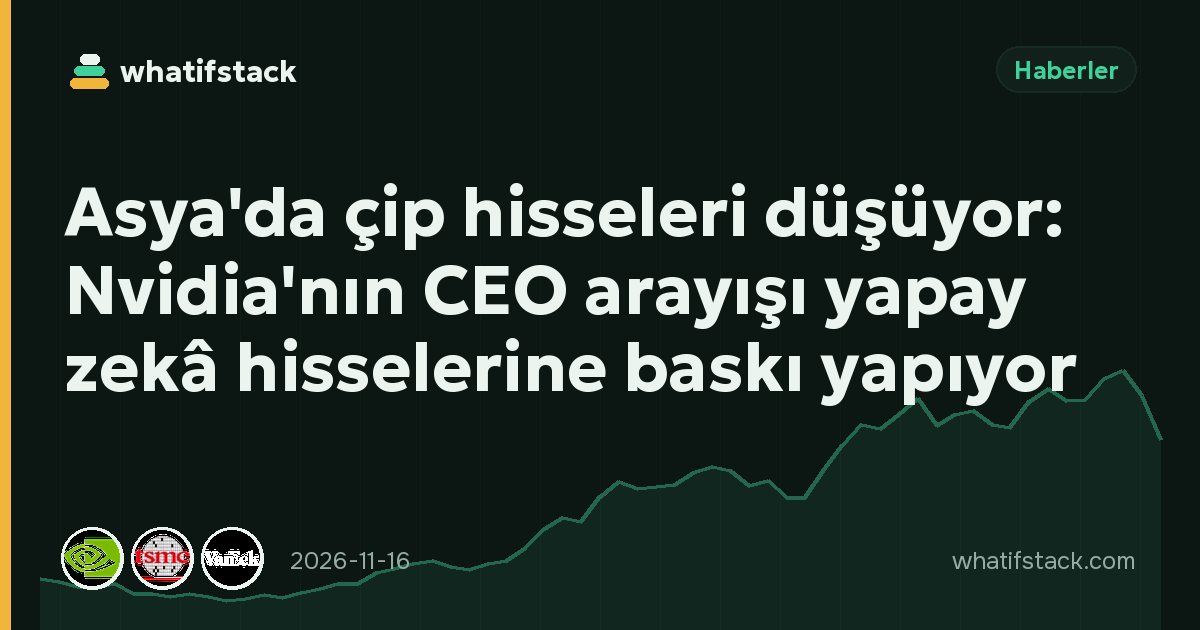 whatifstack
Haberler
Asya'da çip hisseleri düşüyor:
Nvidia'nın CEO arayışı yapay
zekâ hisselerine baskı yapıyor
tsmc
2026-11-16
whatifstack.com